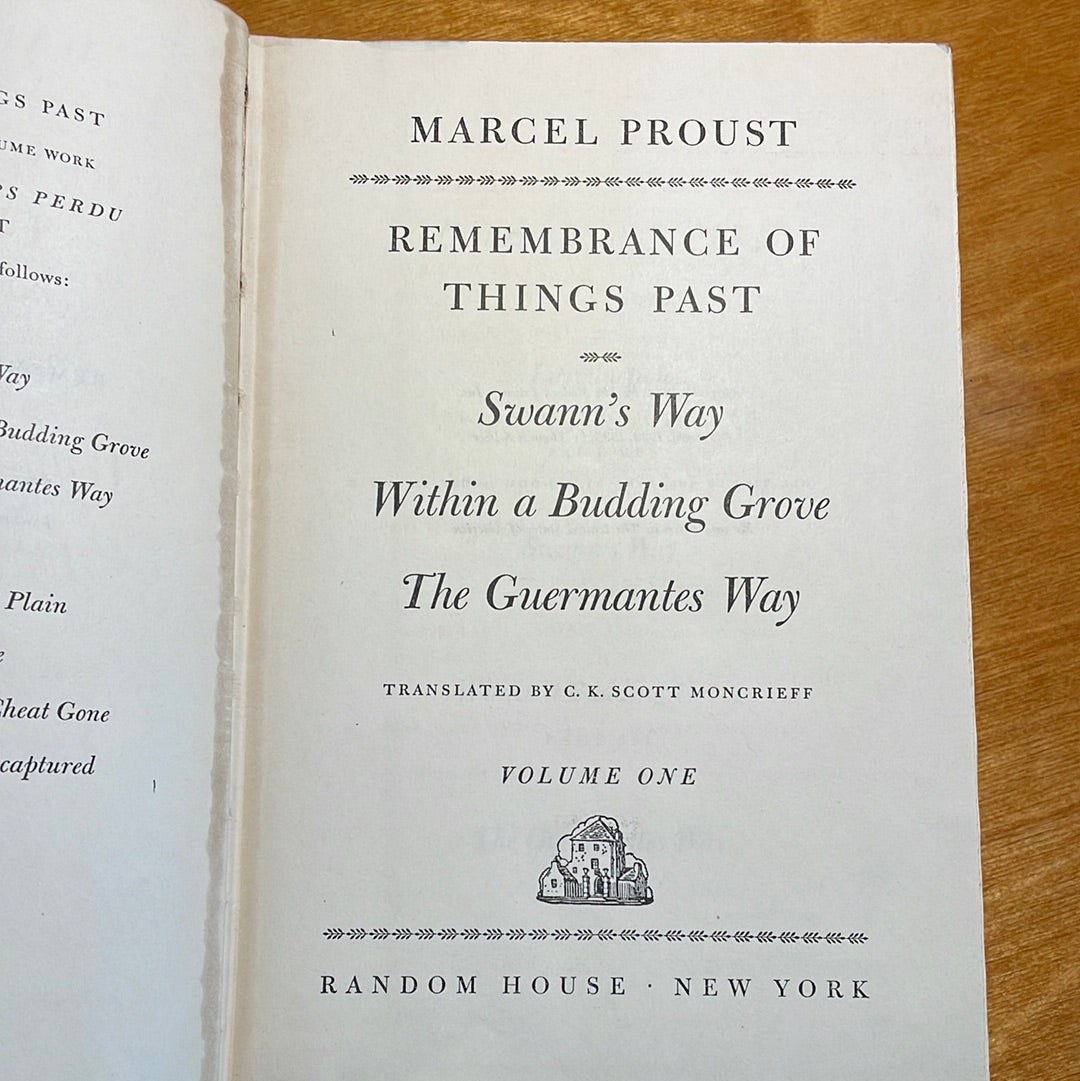 GS PAST
UME WORK
PS PERDU
T
follows:
Way
Budding Grove
mantes Way
Plain
e
Cheat Gone
captured
MARCEL PROUST
REMEMBRANCE OF
THINGS PAST
Swann's Way
Within a Budding Grove
The Guermantes Way
TRANSLATED BY C. K. SCOTT MONCRIEFF
VOLUME ONE
RANDOM HOUSE · NEW YORK